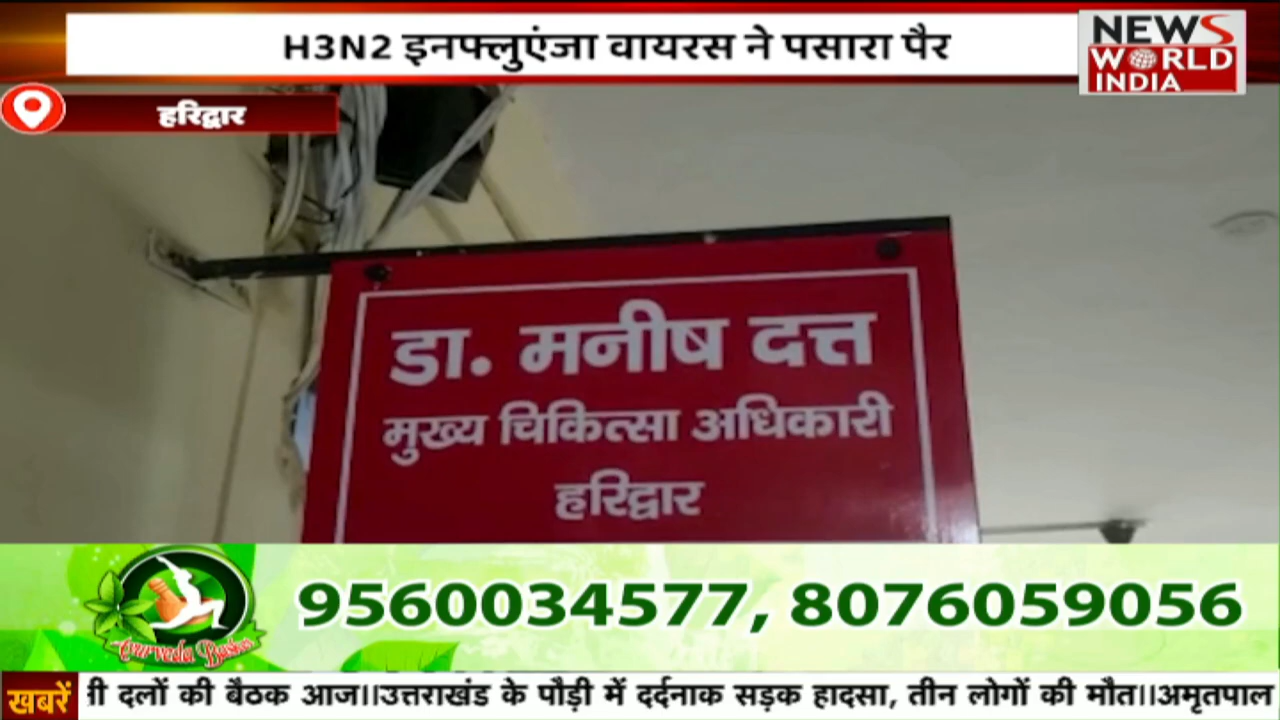 H3N2 इनफ्लुएंजा वायरस ने पसारा पैर
NEWS
WORLD
INDIA
हरिद्वार
डा. मनीष दत्त
मुख्य चिकित्सा अधिकारी
हरिद्वार
9560034577, 8076059056
Ayurveda
खबरें
दलों की बैठक आज||उत्तराखंड के पौड़ी में दर्दनाक सड़क हादसा, तीन लोगों की मौत||अमृतपाल